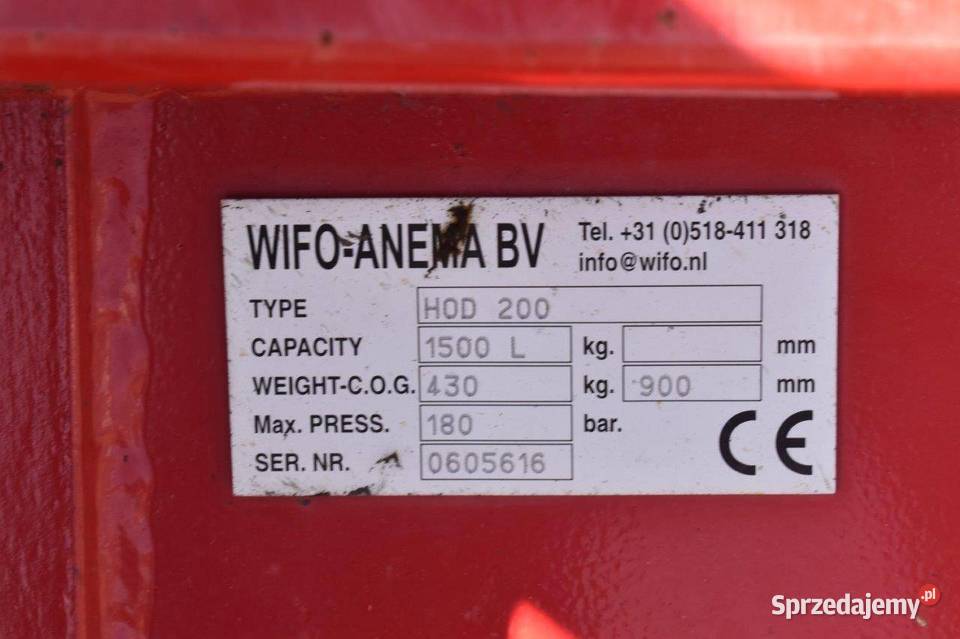 WIFO-ANEMA BV
Tel. +31 (0)518-411 318
info@wifo.nl
TYPE HOD 200
CAPACITY 1500 L kg. mm
WEIGHT-C.O.G. 430 kg. 900 mm
Max. PRESS. 180 bar.
SER. NR. 0605616
CE
Sprzedajemy.pl